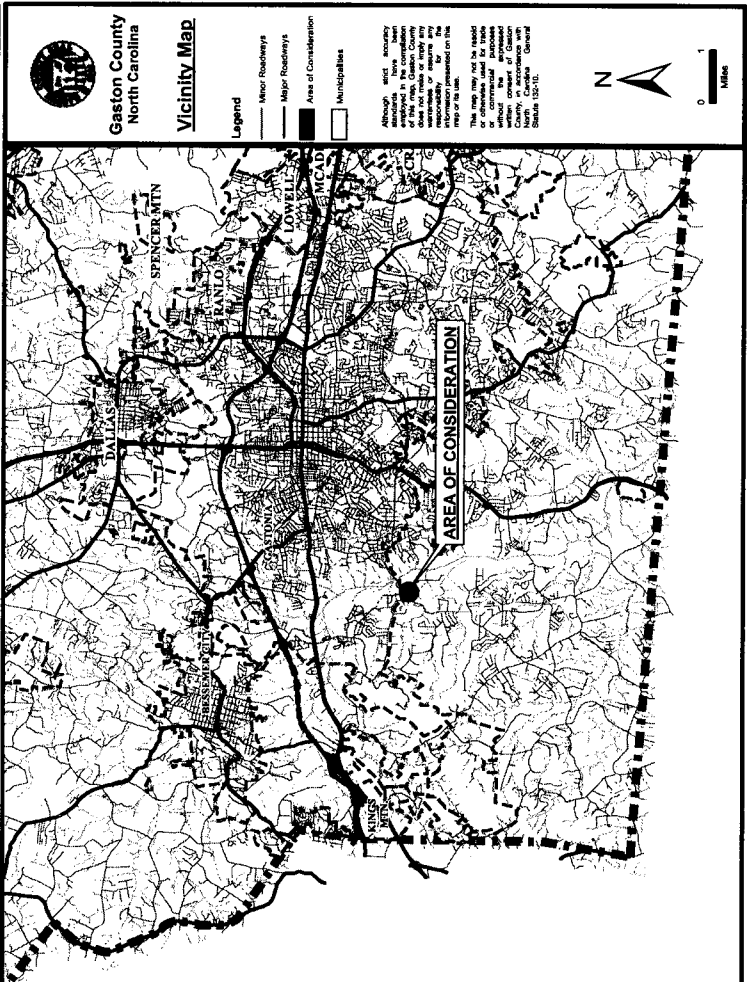 Gaston County
North Carolina
Vicinity Map
Legend
Minor Roadways
Major Roadways
Area of Consideration
Municipalities
Although strict accuracy
standards have been
employed in the compilation
of this map, Gaston County
does not make or imply any
warranties or assume any
responsibility for the
information presented on this
map or its use.
This map may not be resold
or otherwise used for trade
or commercial purposes
without the expressed
written consent of Gaston
County, in accordance with
North Carolina General
Statute 132-10.
N
0 1
Miles
SPENCER MTN
DALLAS
RANLO
LOWELL
MCAD
CR
GASTONIA
BESSEMER CITY
KINGS
MTN
AREA OF CONSIDERATION